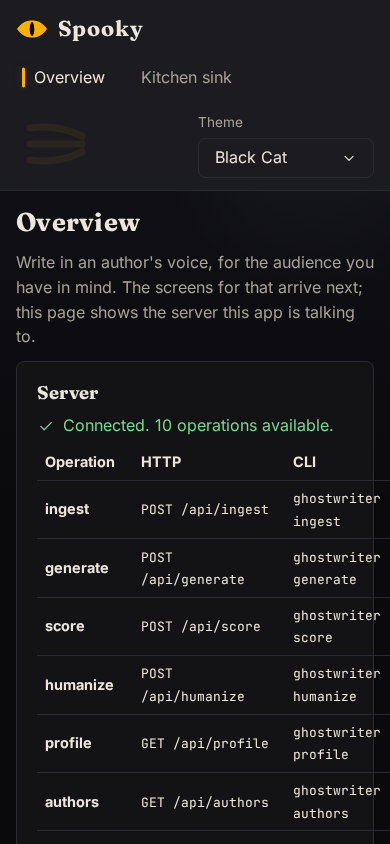 Spooky
Overview
Kitchen sink
Theme
Black Cat
Overview
Write in an author's voice, for the audience you
have in mind. The screens for that arrive next;
this page shows the server this app is talking
to.
Server
Connected. 10 operations available.
Operation HTTP CLI
ingest POST /api/ingest ghostwriter
ingest
generate POST
/api/generate ghostwriter
generate
score POST /api/score ghostwriter
score
humanize POST
/api/humanize ghostwriter
humanize
profile GET /api/profile ghostwriter
profile
authors GET /api/authors ghostwriter
authors